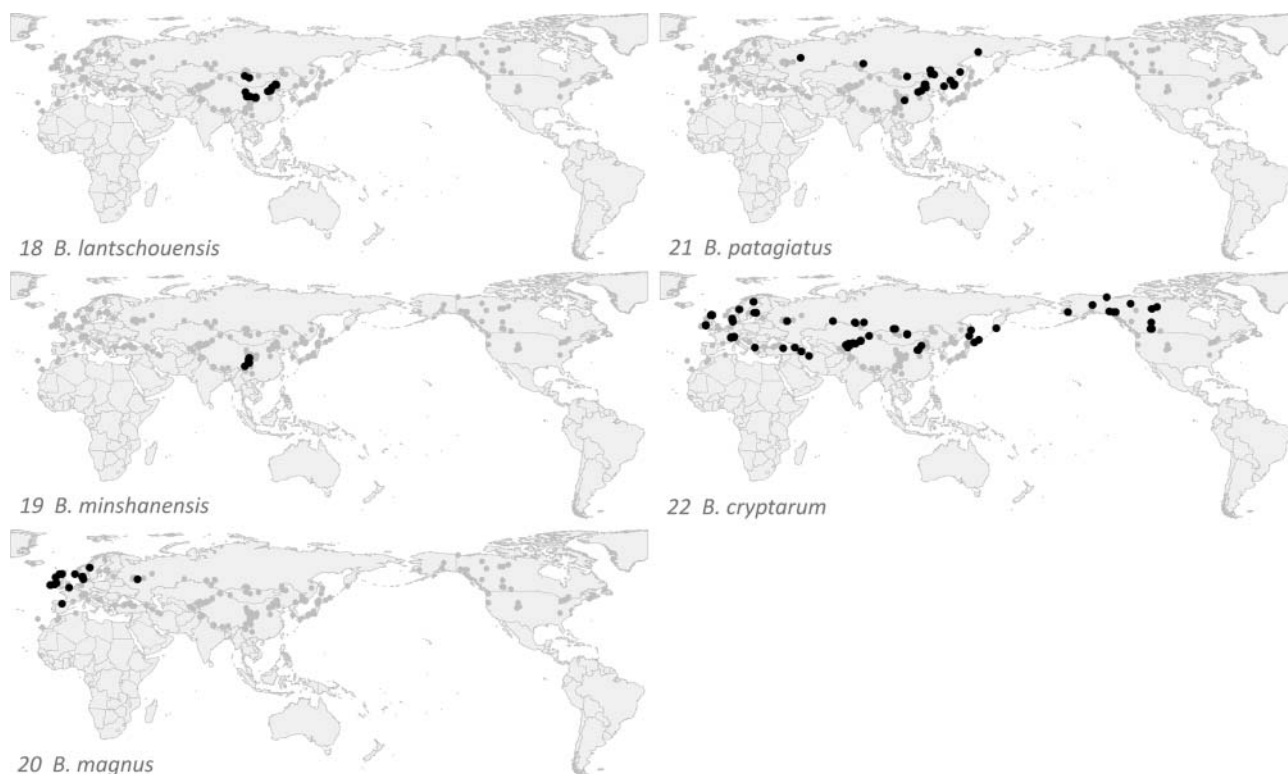 18 B. lantschouensis
19 B. minshanensis
20 B. magnus
21 B. patagiatus
22 B. cryptarum